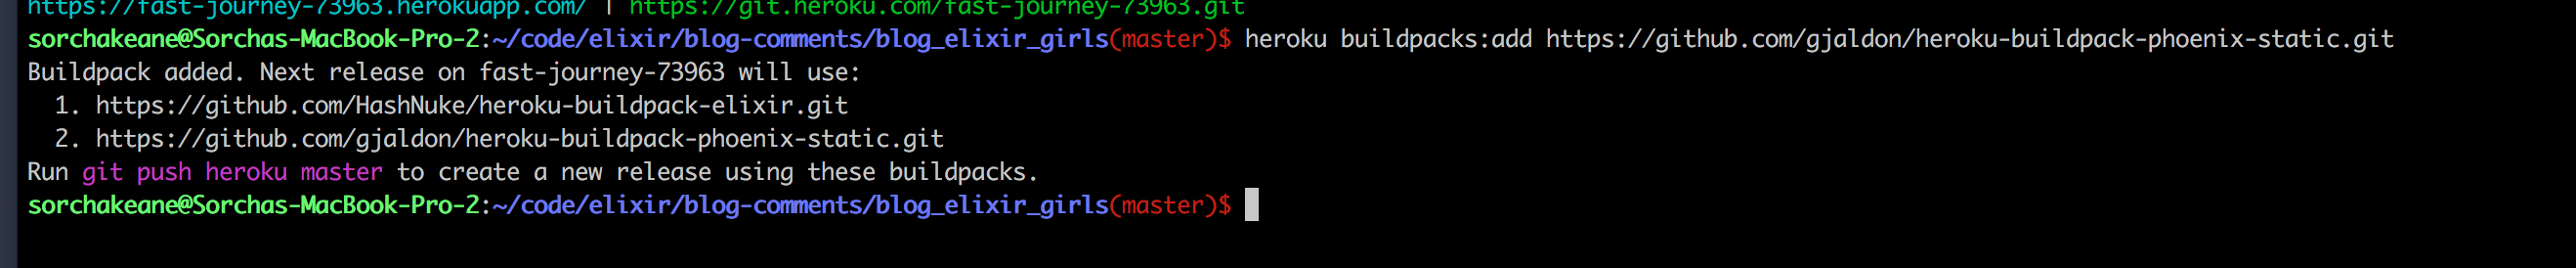 https://fast-journey-73963.herokuapp.com/ | https://git.heroku.com/fast-journey-73963.git
sorchakeane@Sorchas-MacBook-Pro-2:~/code/elixir/blog-comments/blog_elixir_girls(master)$ heroku buildpacks:add https://github.com/gjaldon/heroku-buildpack-phoenix-static.git
Buildpack added. Next release on fast-journey-73963 will use:
  1. https://github.com/HashNuke/heroku-buildpack-elixir.git
  2. https://github.com/gjaldon/heroku-buildpack-phoenix-static.git
Run git push heroku master to create a new release using these buildpacks.
sorchakeane@Sorchas-MacBook-Pro-2:~/code/elixir/blog-comments/blog_elixir_girls(master)$